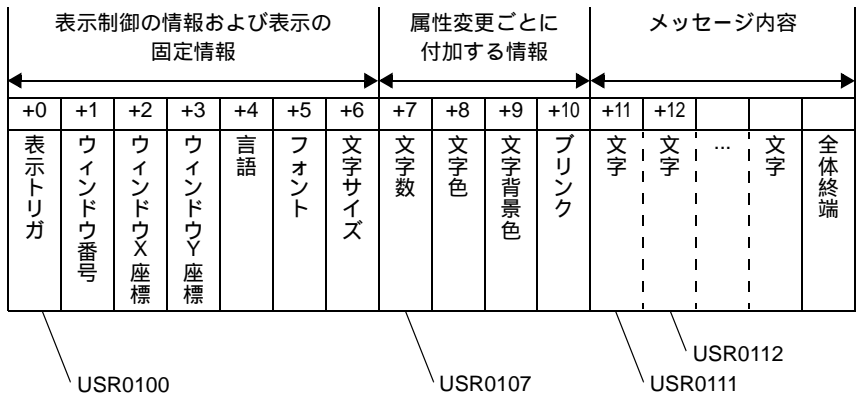 表示制御の情報および表示の
固定情報
属性変更ごとに
付加する情報
メッセージ内容
+0
+1
+2
+3
+4
+5
+6
+7
+8
+9
+10
+11
+12
表示トリガ
ウィンドウ番号
ウィンドウX座標
ウィンドウY座標
言語
フォント
文字サイズ
文字数
文字色
文字背景色
ブリンク
文字
文字
...
文字
全体終端
USR0112
USR0100
USR0107
USR0111